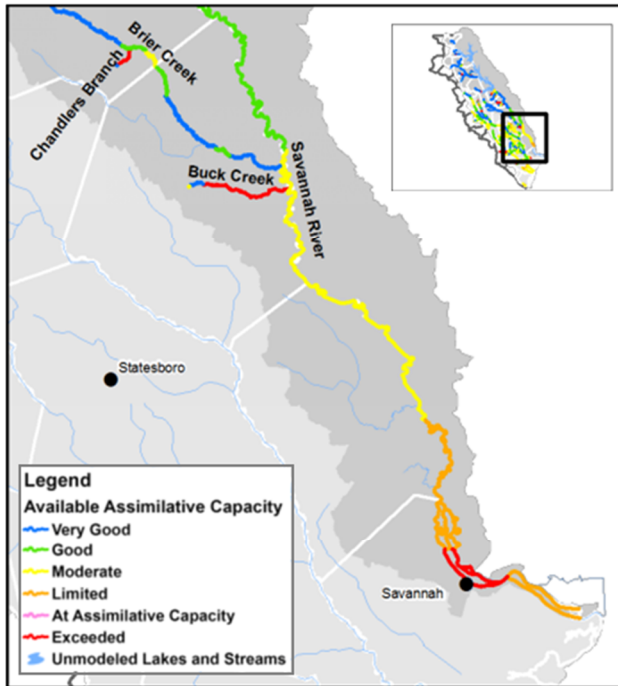 Brier Creek
Chandlers Branch
Buck Creek
Savannah River
Statesboro
Savannah
Legend
Available Assimilative Capacity
Very Good
Good
Moderate
Limited
At Assimilative Capacity
Exceeded
Unmodeled Lakes and Streams